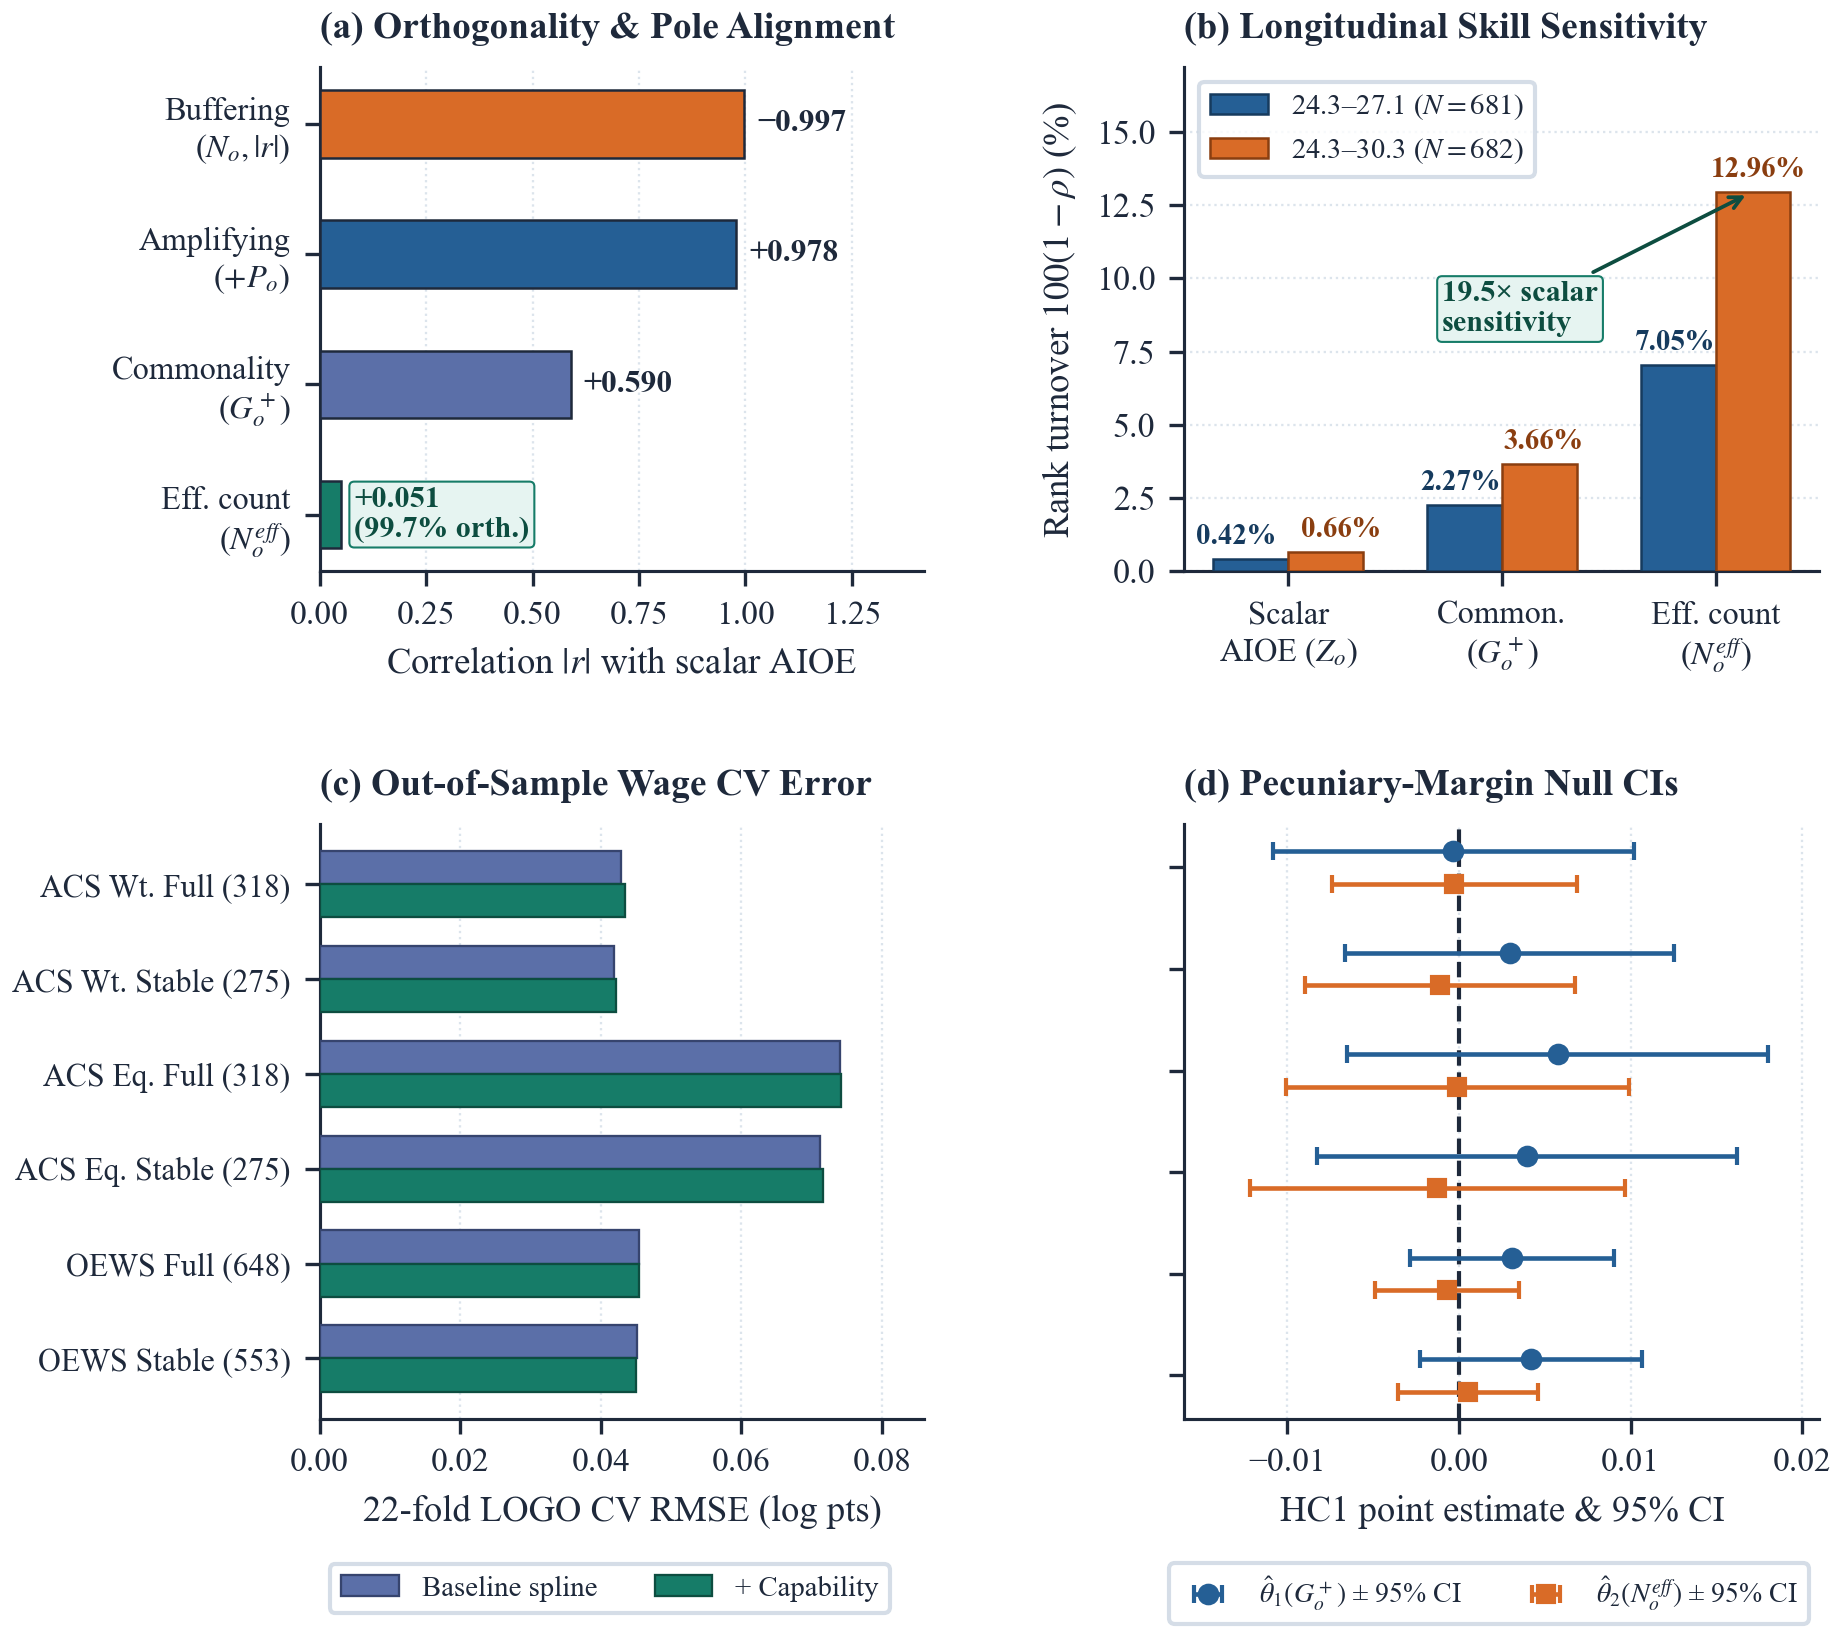 (a) Orthogonality & Pole Alignment
Buffering
(Nₒ, |r|)
−0.997
Amplifying
(+Pₒ)
+0.978
Commonality
(Gₒ⁺)
+0.590
Eff. count
(Nₒᵉᶠᶠ)
+0.051
(99.7% orth.)
0.00 0.25 0.50 0.75 1.00 1.25
Correlation |r| with scalar AIOE
(b) Longitudinal Skill Sensitivity
24.3–27.1 (N=681)
24.3–30.3 (N=682)
Rank turnover 100(1 − ρ) (%)
15.0
12.5
10.0
7.5
5.0
2.5
0.0
12.96%
19.5× scalar
sensitivity
7.05%
3.66%
2.27%
0.42%
0.66%
Scalar
AIOE (Zₒ)
Common.
(Gₒ⁺)
Eff. count
(Nₒᵉᶠᶠ)
(c) Out-of-Sample Wage CV Error
ACS Wt. Full (318)
ACS Wt. Stable (275)
ACS Eq. Full (318)
ACS Eq. Stable (275)
OEWS Full (648)
OEWS Stable (553)
0.00 0.02 0.04 0.06 0.08
22-fold LOGO CV RMSE (log pts)
Baseline spline
+ Capability
(d) Pecuniary-Margin Null CIs
−0.01 0.00 0.01 0.02
HC1 point estimate & 95% CI
θ̂₁(Gₒ⁺) ± 95% CI
θ̂₂(Nₒᵉᶠᶠ) ± 95% CI